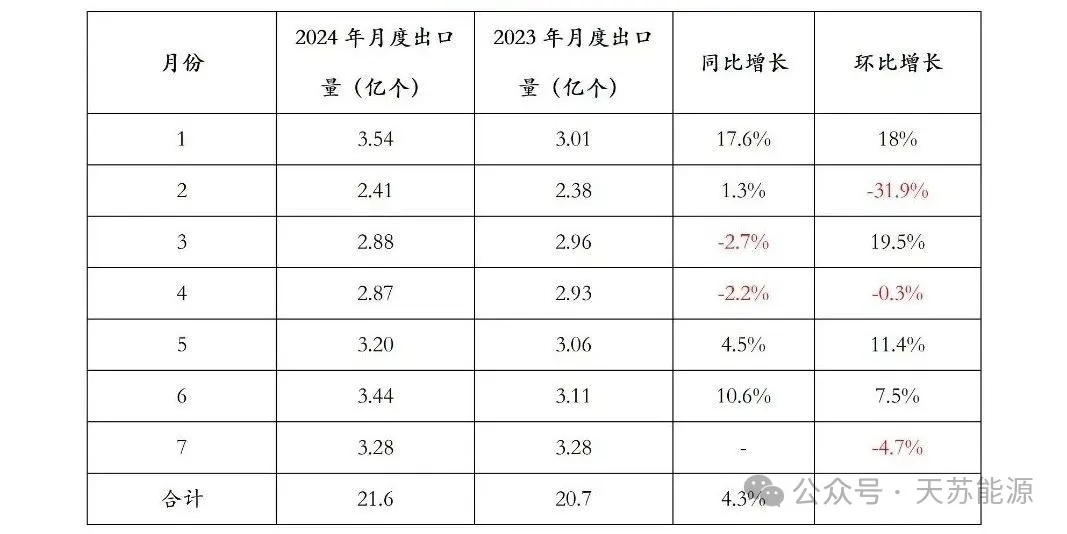 月份 2024 年月度出口量（亿个） 2023 年月度出口量（亿个） 同比增长 环比增长
1 3.54 3.01 17.6% 18%
2 2.41 2.38 1.3% -31.9%
3 2.88 2.96 -2.7% 19.5%
4 2.87 2.93 -2.2% -0.3%
5 3.20 3.06 4.5% 11.4%
6 3.44 3.11 10.6% 7.5%
7 3.28 3.28 - -4.7%
合计 21.6 20.7 4.3%
公众号 · 天苏能源